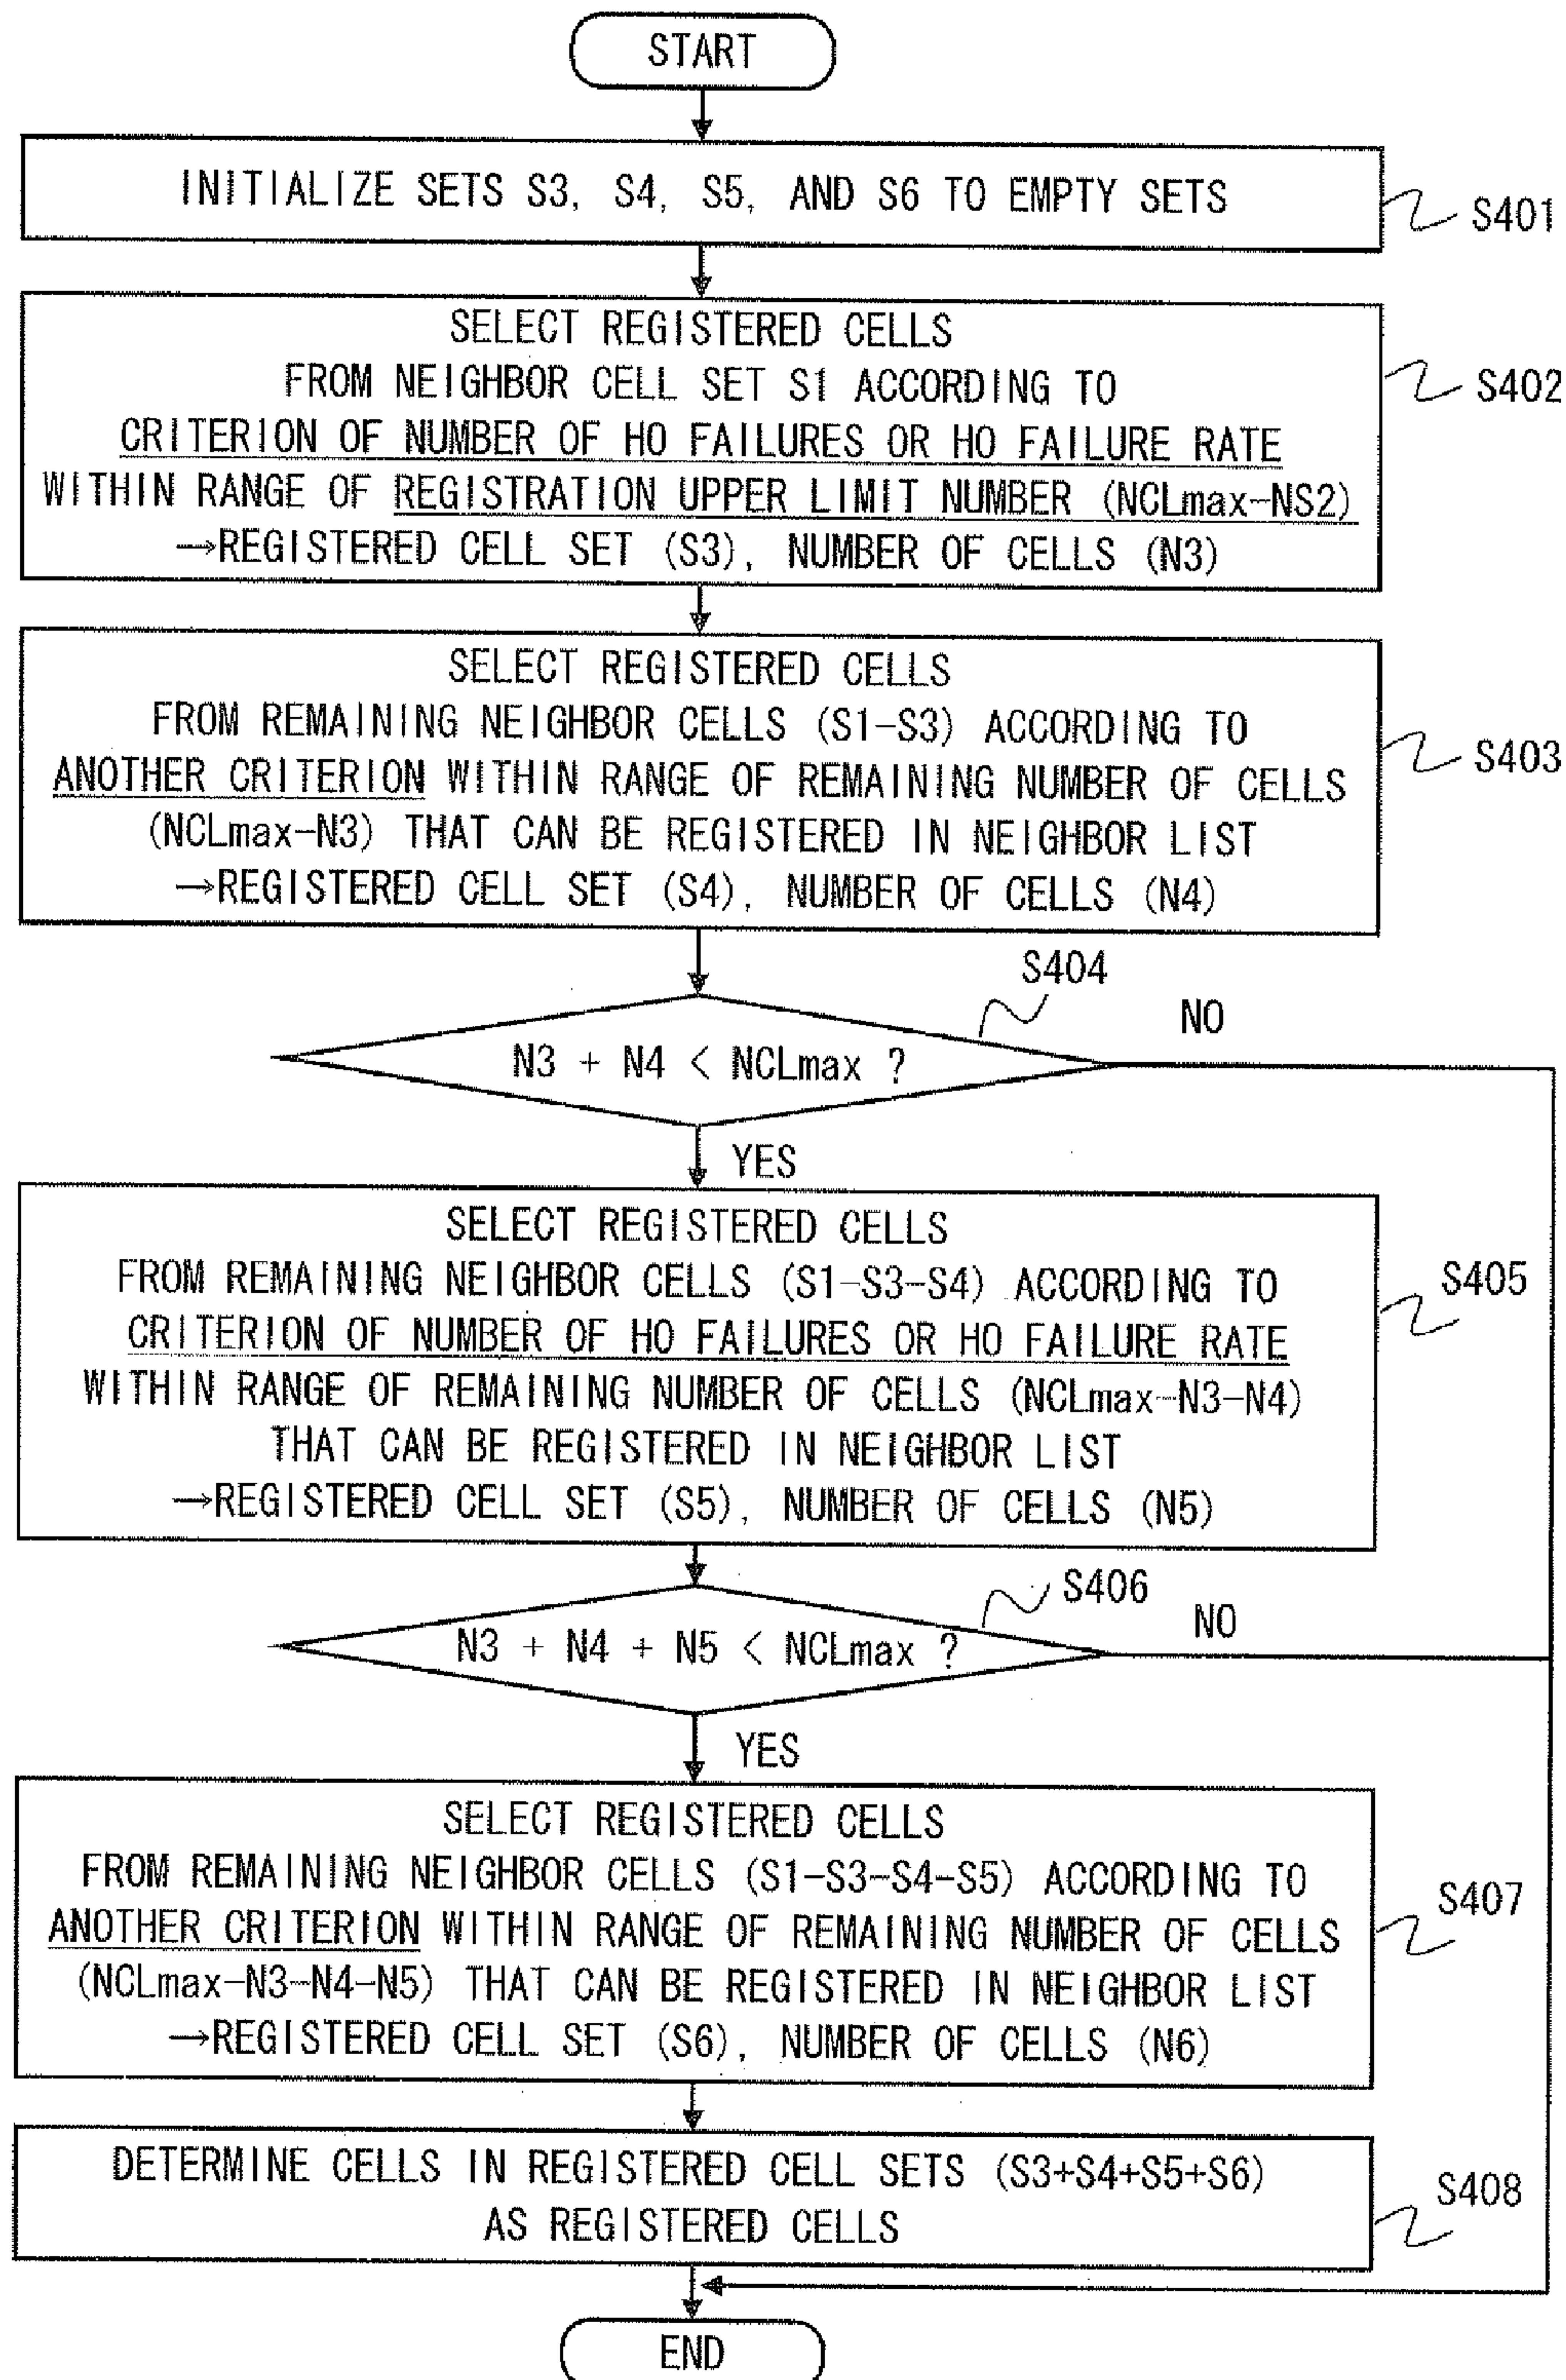 START
INITIALIZE SETS S3, S4, S5, AND S6 TO EMPTY SETS
S401
SELECT REGISTERED CELLS
FROM NEIGHBOR CELL SET S1 ACCORDING TO
CRITERION OF NUMBER OF HO FAILURES OR HO FAILURE RATE
WITHIN RANGE OF REGISTRATION UPPER LIMIT NUMBER (NCLmax-NS2)
→REGISTERED CELL SET (S3), NUMBER OF CELLS (N3)
S402
SELECT REGISTERED CELLS
FROM REMAINING NEIGHBOR CELLS (S1-S3) ACCORDING TO
ANOTHER CRITERION WITHIN RANGE OF REMAINING NUMBER OF CELLS
(NCLmax-N3) THAT CAN BE REGISTERED IN NEIGHBOR LIST
→REGISTERED CELL SET (S4), NUMBER OF CELLS (N4)
S403
S404
NO
N3 + N4 < NCLmax ?
YES
SELECT REGISTERED CELLS
FROM REMAINING NEIGHBOR CELLS (S1-S3-S4) ACCORDING TO
CRITERION OF NUMBER OF HO FAILURES OR HO FAILURE RATE
WITHIN RANGE OF REMAINING NUMBER OF CELLS (NCLmax-N3-N4)
THAT CAN BE REGISTERED IN NEIGHBOR LIST
→REGISTERED CELL SET (S5), NUMBER OF CELLS (N5)
S405
S406
NO
N3 + N4 + N5 < NCLmax ?
YES
SELECT REGISTERED CELLS
FROM REMAINING NEIGHBOR CELLS (S1-S3-S4-S5) ACCORDING TO
ANOTHER CRITERION WITHIN RANGE OF REMAINING NUMBER OF CELLS
(NCLmax-N3-N4-N5) THAT CAN BE REGISTERED IN NEIGHBOR LIST
→REGISTERED CELL SET (S6), NUMBER OF CELLS (N6)
S407
DETERMINE CELLS IN REGISTERED CELL SETS (S3+S4+S5+S6)
AS REGISTERED CELLS
S408
END